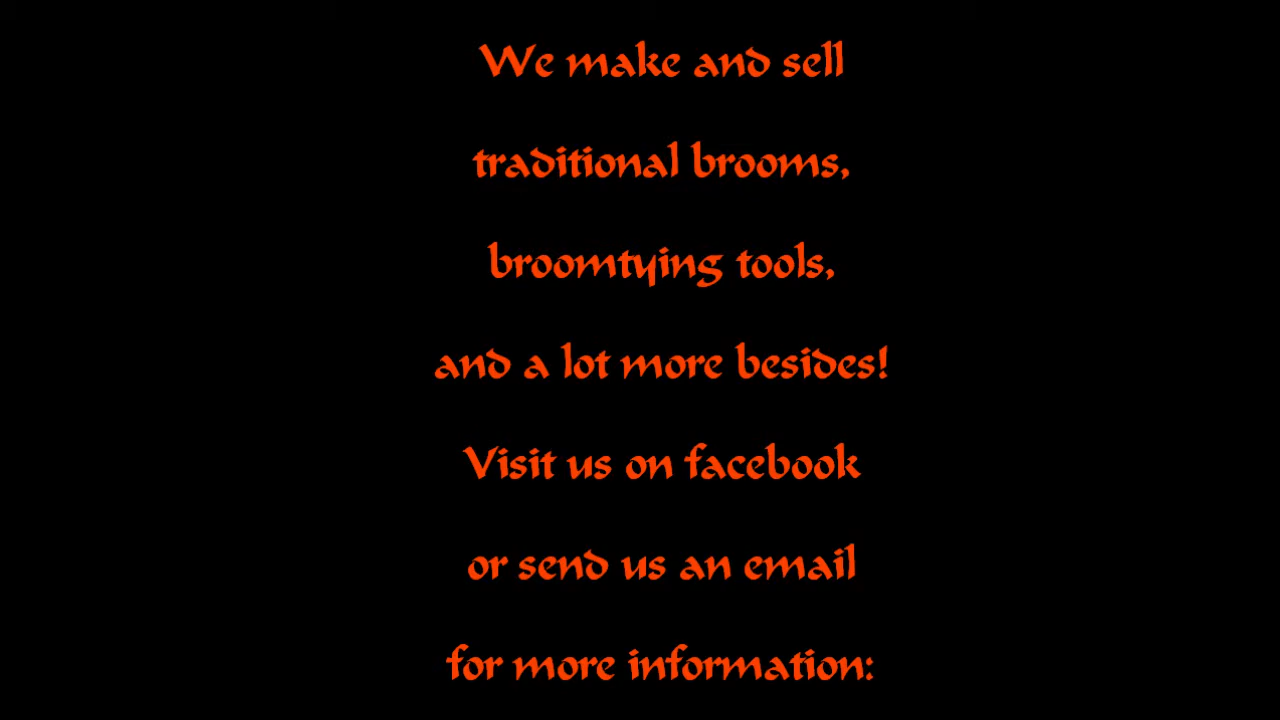 We make and sell
traditional brooms,
broomtying tools,
and a lot more besides!
Visit us on facebook
or send us an email
for more information: